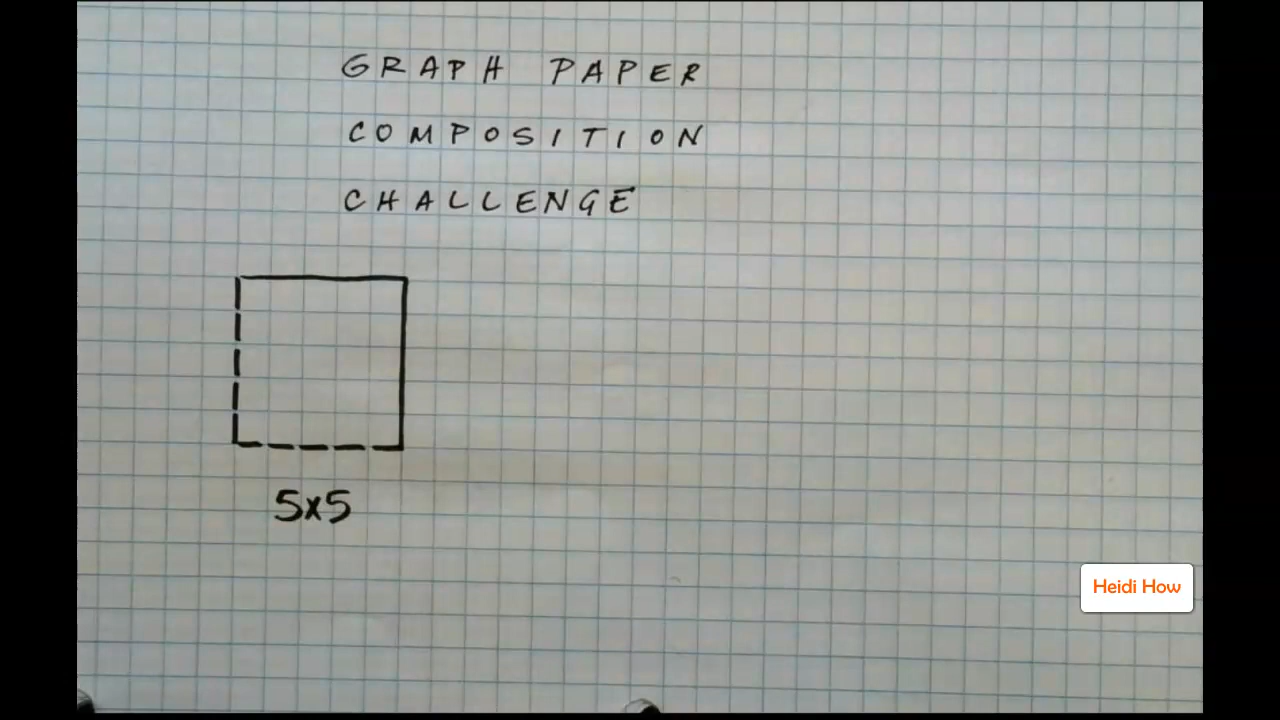 GRAPH PAPER
COMPOSITION
CHALLENGE
5x5
Heidi How